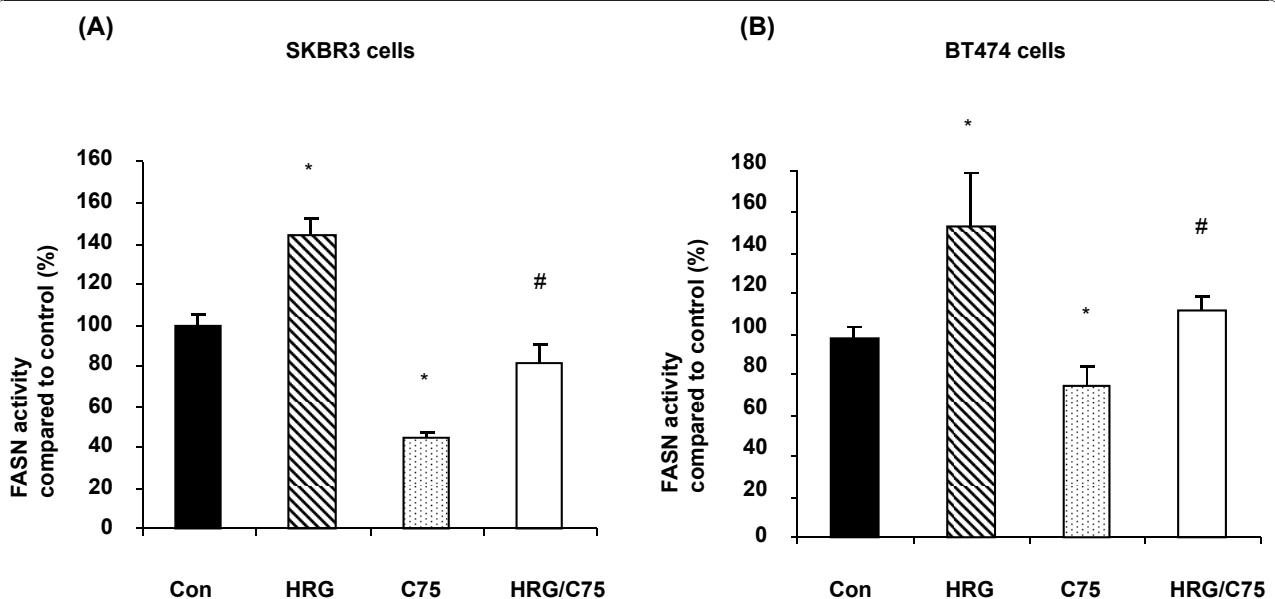 (A)
SKBR3 cells
FASN activity
compared to control (%)
160
140
120
100
80
60
40
20
0
*
*
#
Con HRG C75 HRG/C75
(B)
BT474 cells
FASN activity
compared to control (%)
180
160
140
120
100
80
60
40
20
0
*
*
#
Con HRG C75 HRG/C75